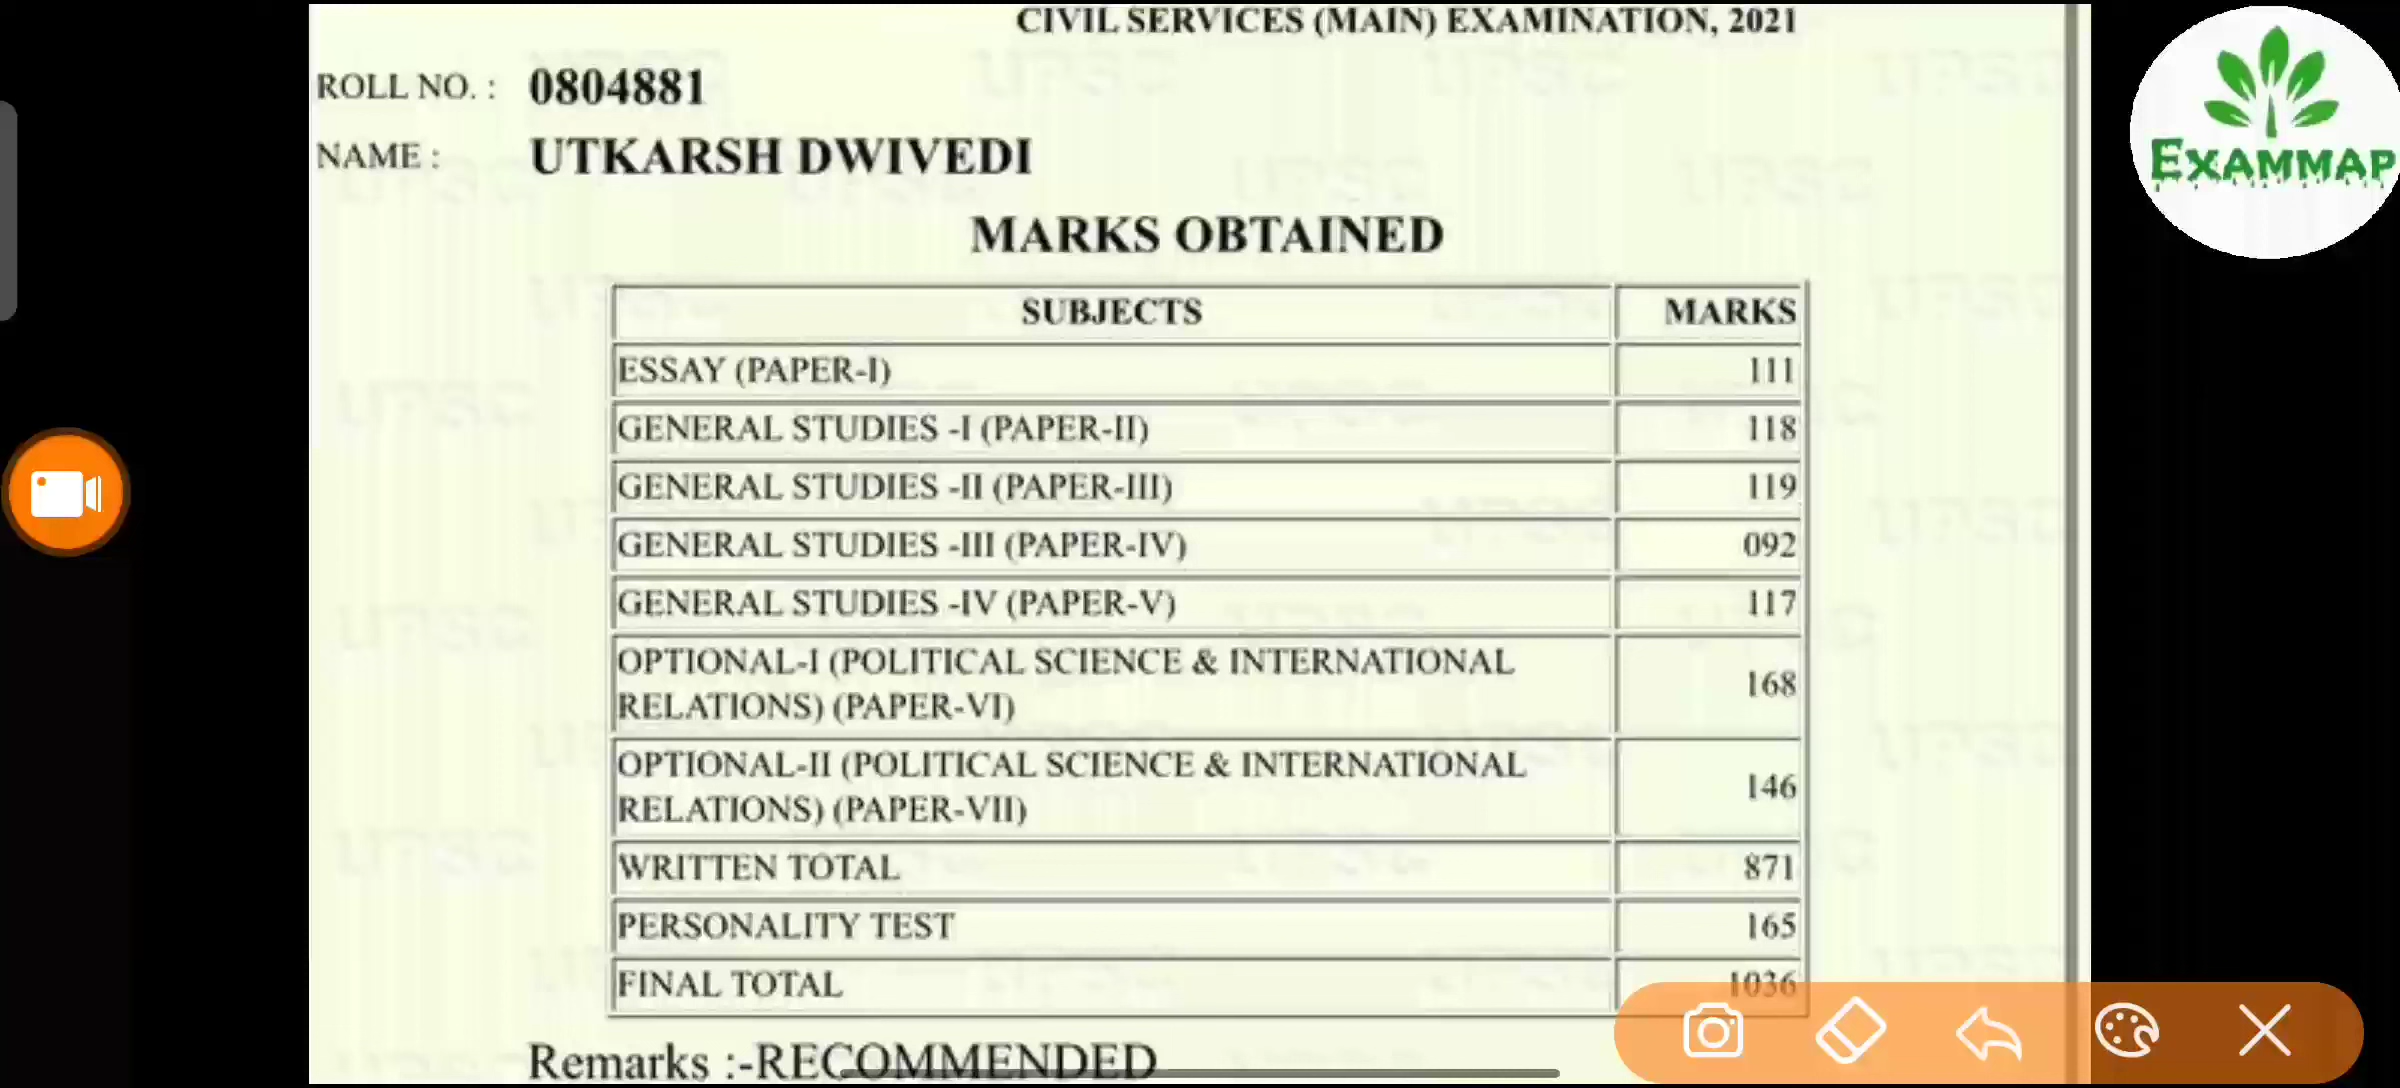 CIVIL SERVICES (MAIN) EXAMINATION, 2021
ROLL NO. : 0804881
NAME : UTKARSH DWIVEDI
EXAMMAP
MARKS OBTAINED
SUBJECTS MARKS
ESSAY (PAPER-I) 111
GENERAL STUDIES -I (PAPER-II) 118
GENERAL STUDIES -II (PAPER-III) 119
GENERAL STUDIES -III (PAPER-IV) 092
GENERAL STUDIES -IV (PAPER-V) 117
OPTIONAL-I (POLITICAL SCIENCE & INTERNATIONAL
RELATIONS) (PAPER-VI) 168
OPTIONAL-II (POLITICAL SCIENCE & INTERNATIONAL
RELATIONS) (PAPER-VII) 146
WRITTEN TOTAL 871
PERSONALITY TEST 165
FINAL TOTAL 1036
Remarks :-RECOMMENDED